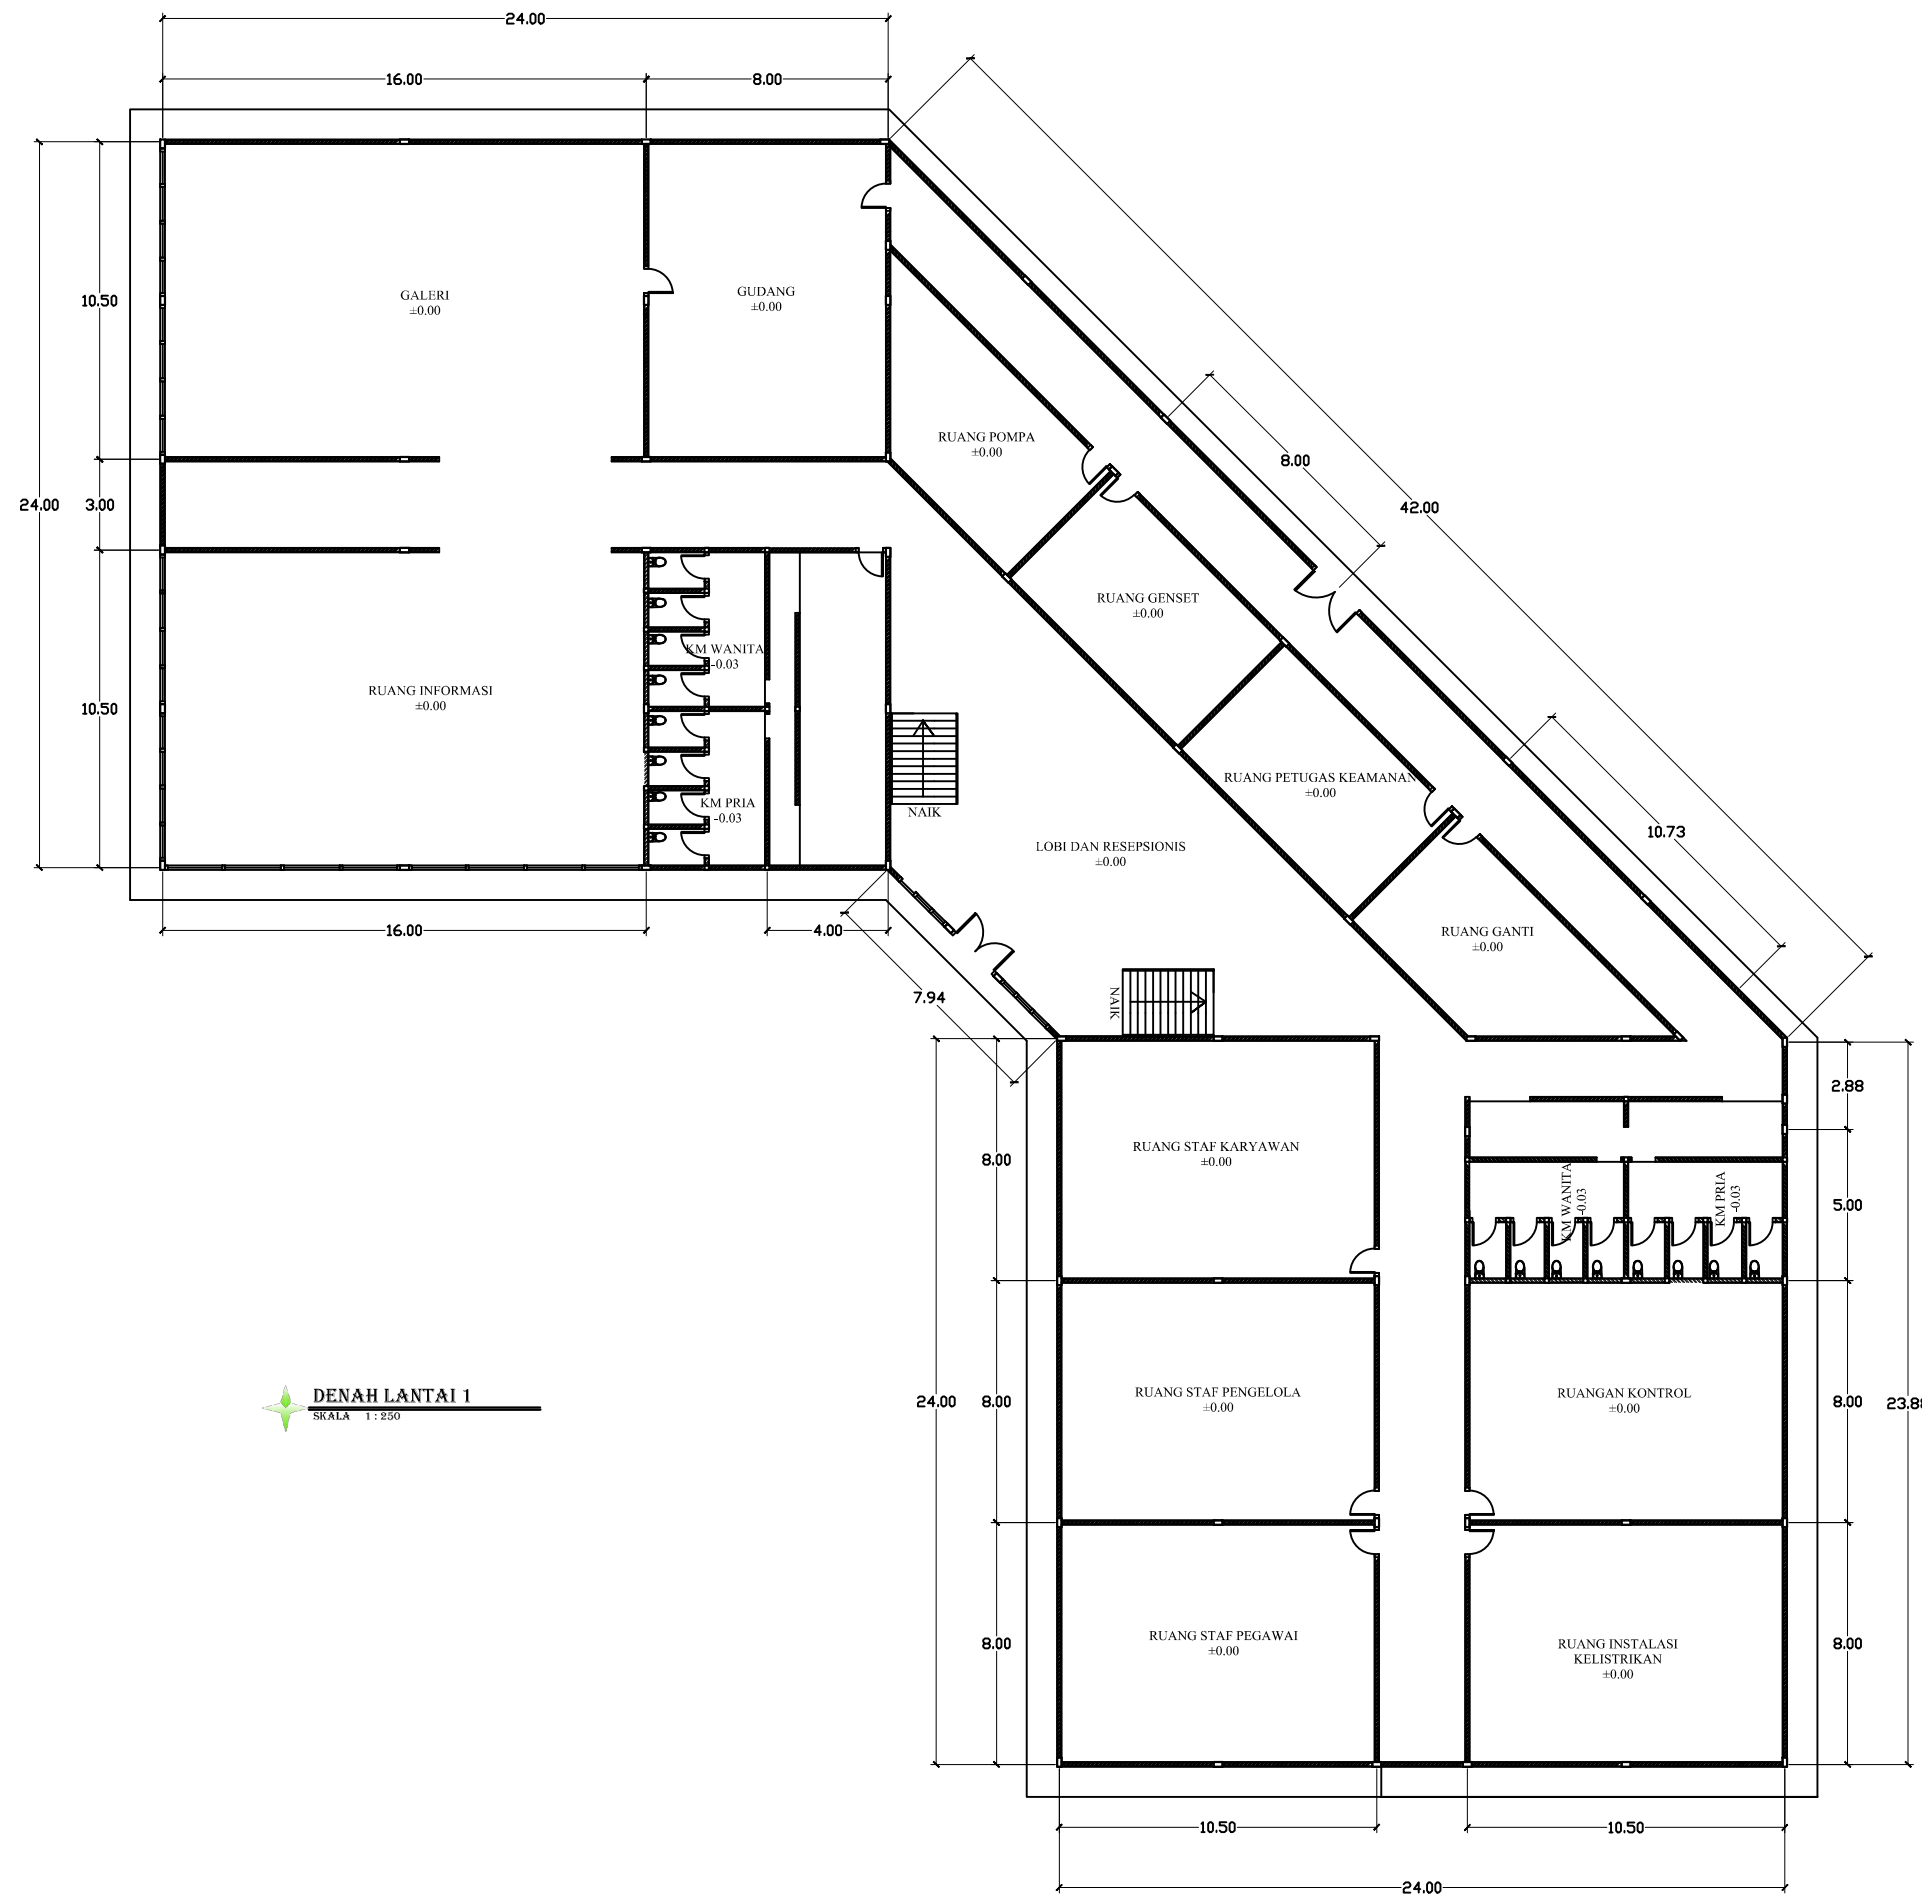 24.00
16.00
8.00
10.50
24.00
3.00
10.50
GALERI
±0.00
GUDANG
±0.00
RUANG POMPA
±0.00
8.00
42.00
RUANG GENSET
±0.00
KM WANITA
-0.03
RUANG INFORMASI
±0.00
KM PRIA
-0.03
NAIK
RUANG PETUGAS KEAMANAN
±0.00
10.73
LOBI DAN RESEPSIONIS
±0.00
RUANG GANTI
±0.00
16.00
4.00
7.94
NAIK
2.88
RUANG STAF KARYAWAN
±0.00
8.00
KM WANITA
-0.03
KM PRIA
-0.03
5.00
DENAH LANTAI 1
SKALA 1 : 250
24.00
8.00
RUANG STAF PENGELOLA
±0.00
RUANGAN KONTROL
±0.00
8.00
8.00
RUANG STAF PEGAWAI
±0.00
RUANG INSTALASI
KELISTRIKAN
±0.00
8.00
10.50
10.50
24.00